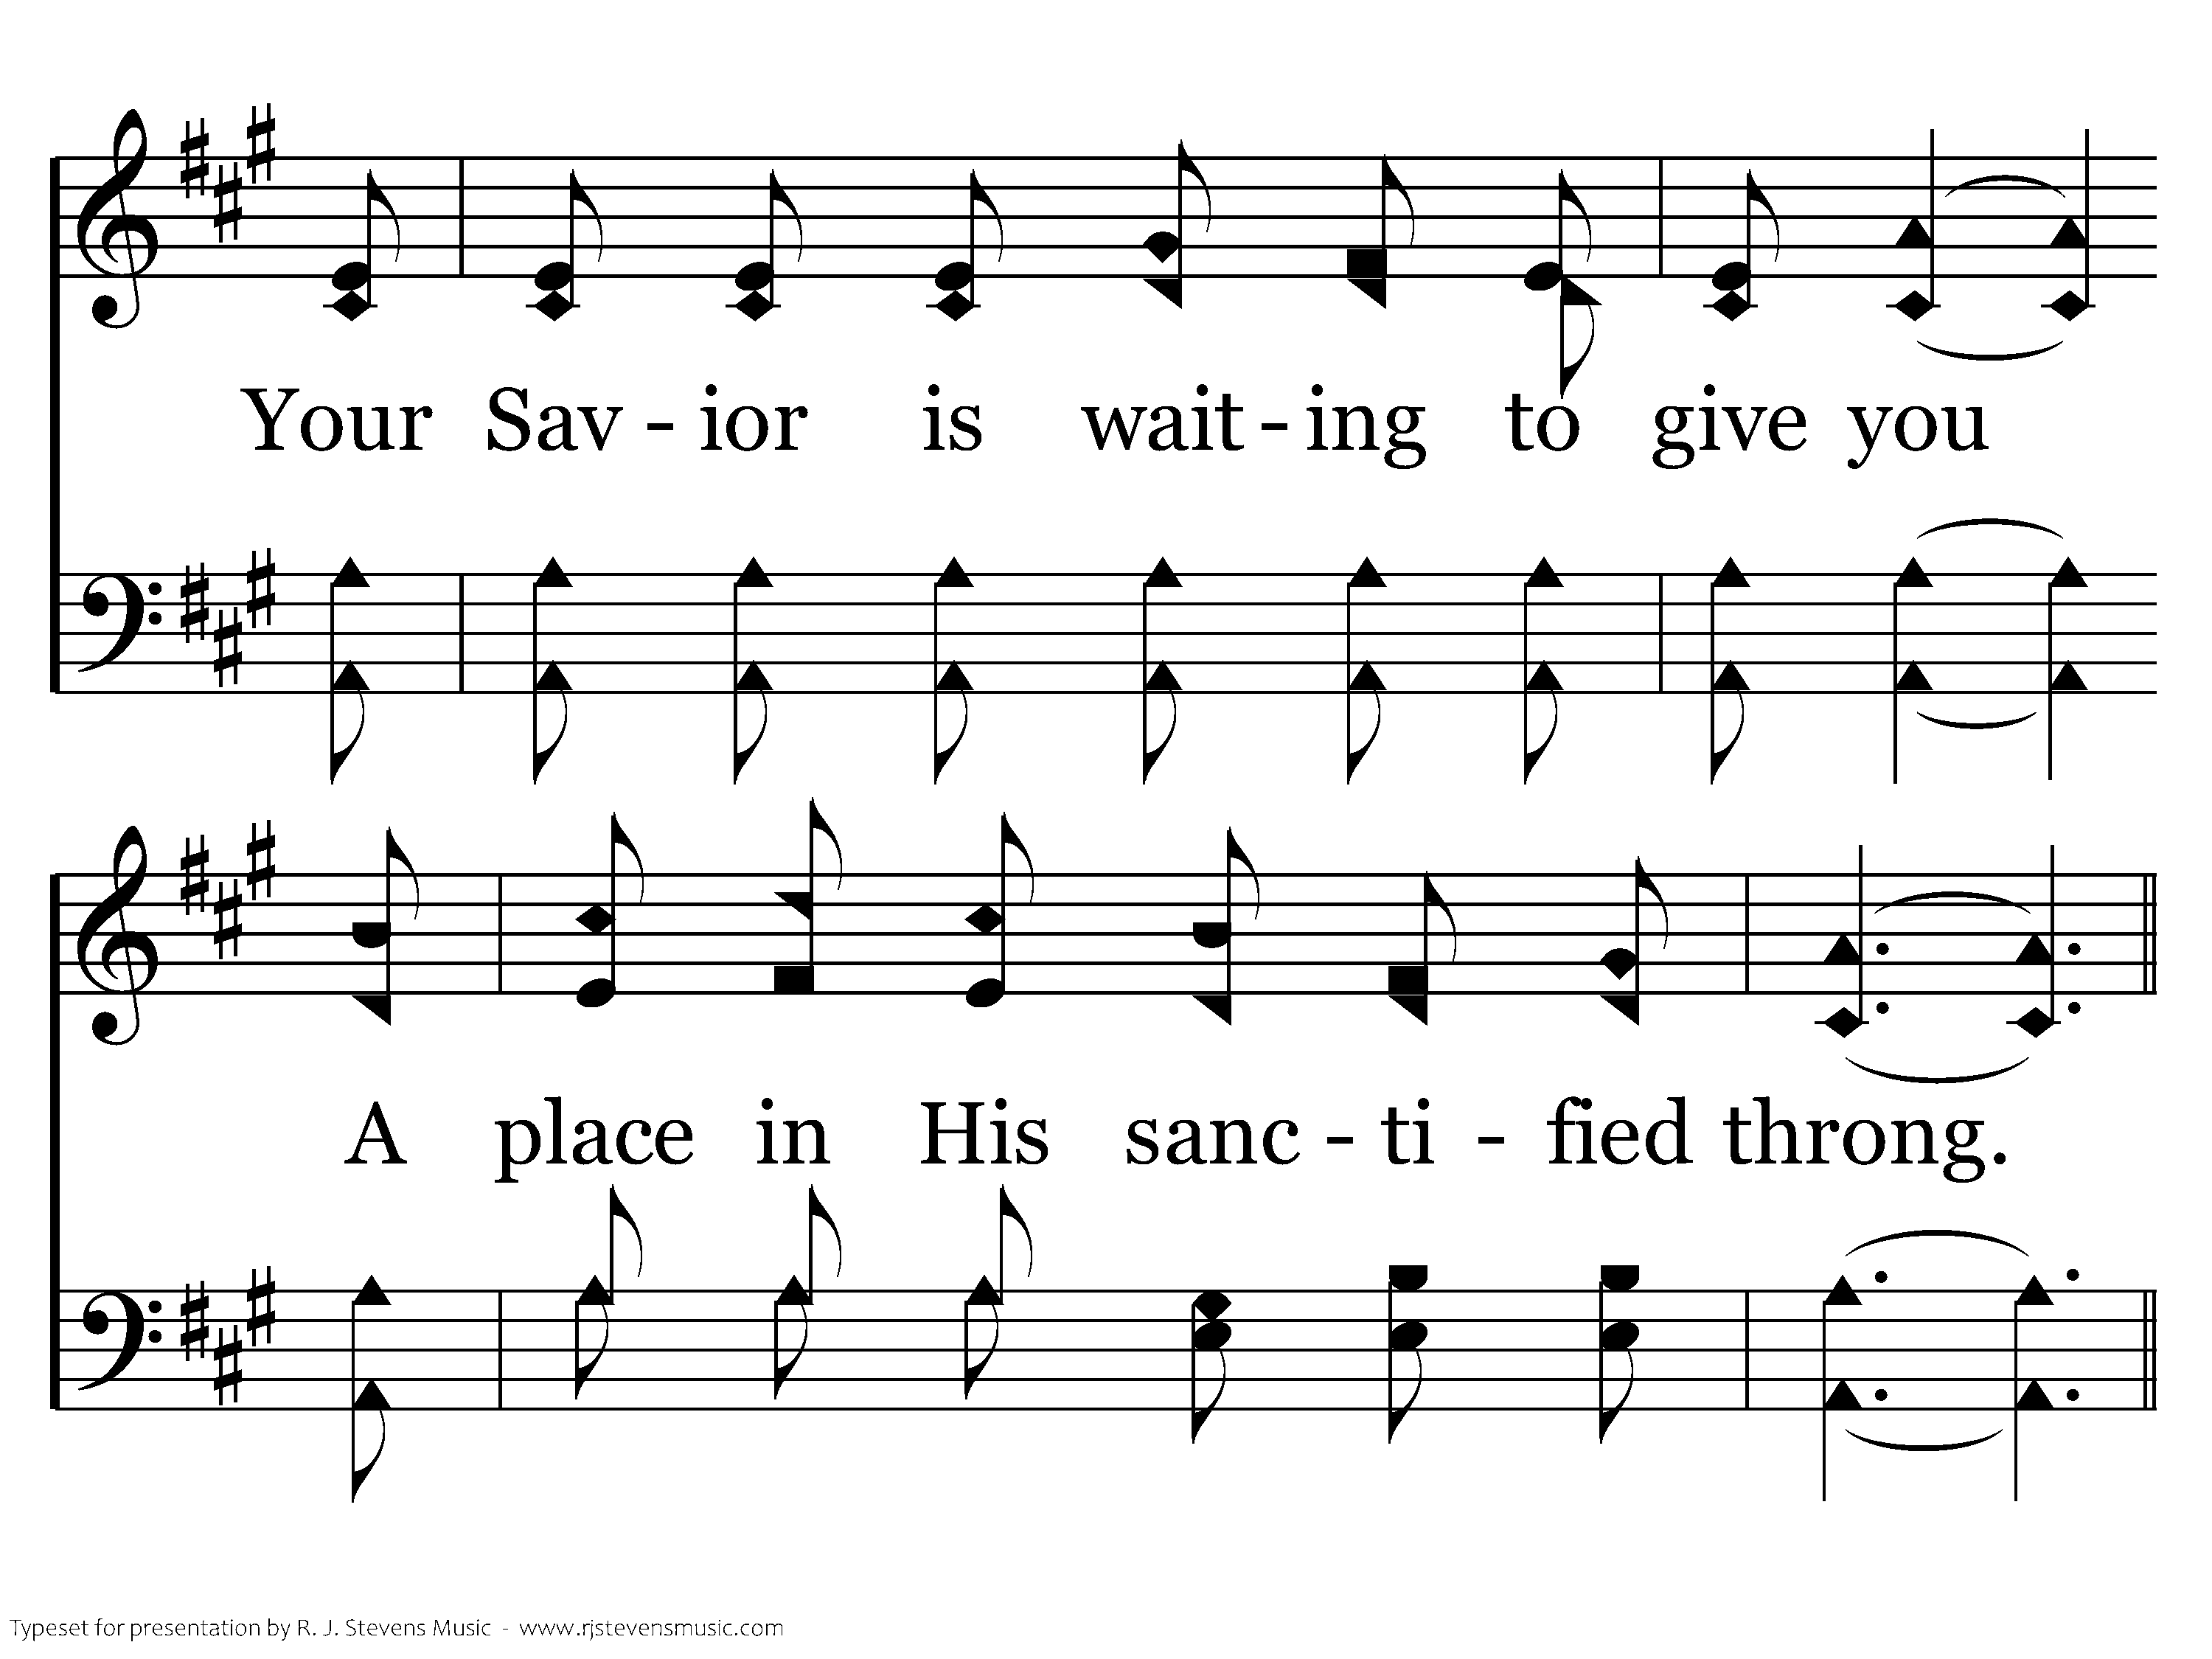 Your Sav - ior is wait - ing to give you
A place in His sanc - ti - fied throng.
Typeset for presentation by R. J. Stevens Music - www.rjstevensmusic.com